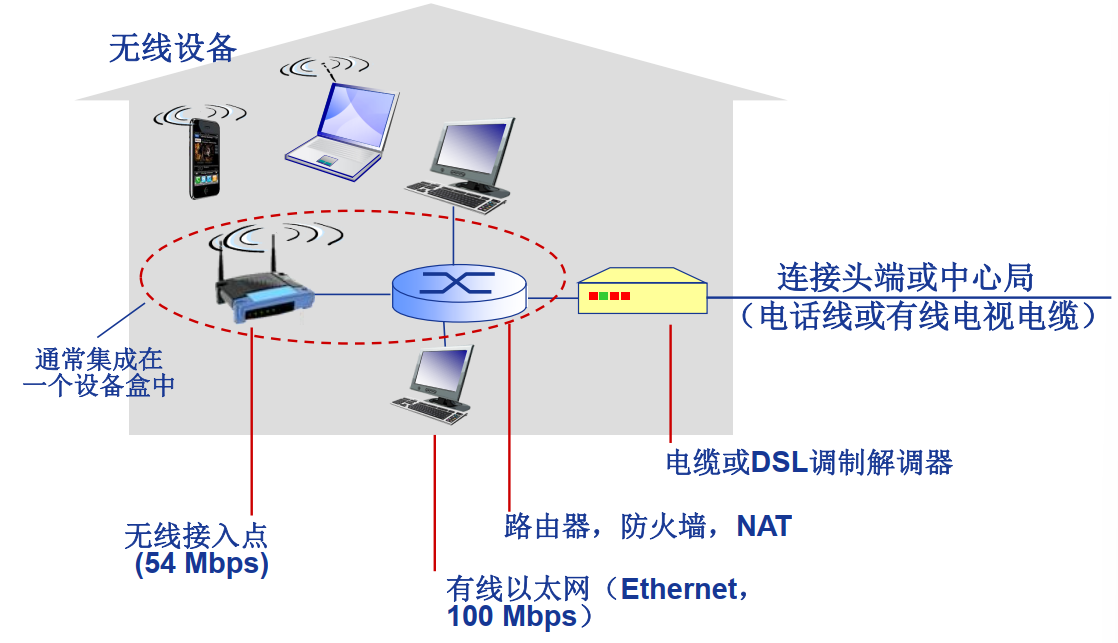 无线设备
连接头端或中心局
（电话线或有线电视电缆）
通常集成在
一个设备盒中
电缆或DSL调制解调器
路由器，防火墙，NAT
无线接入点
(54 Mbps)
有线以太网（Ethernet，
100 Mbps）